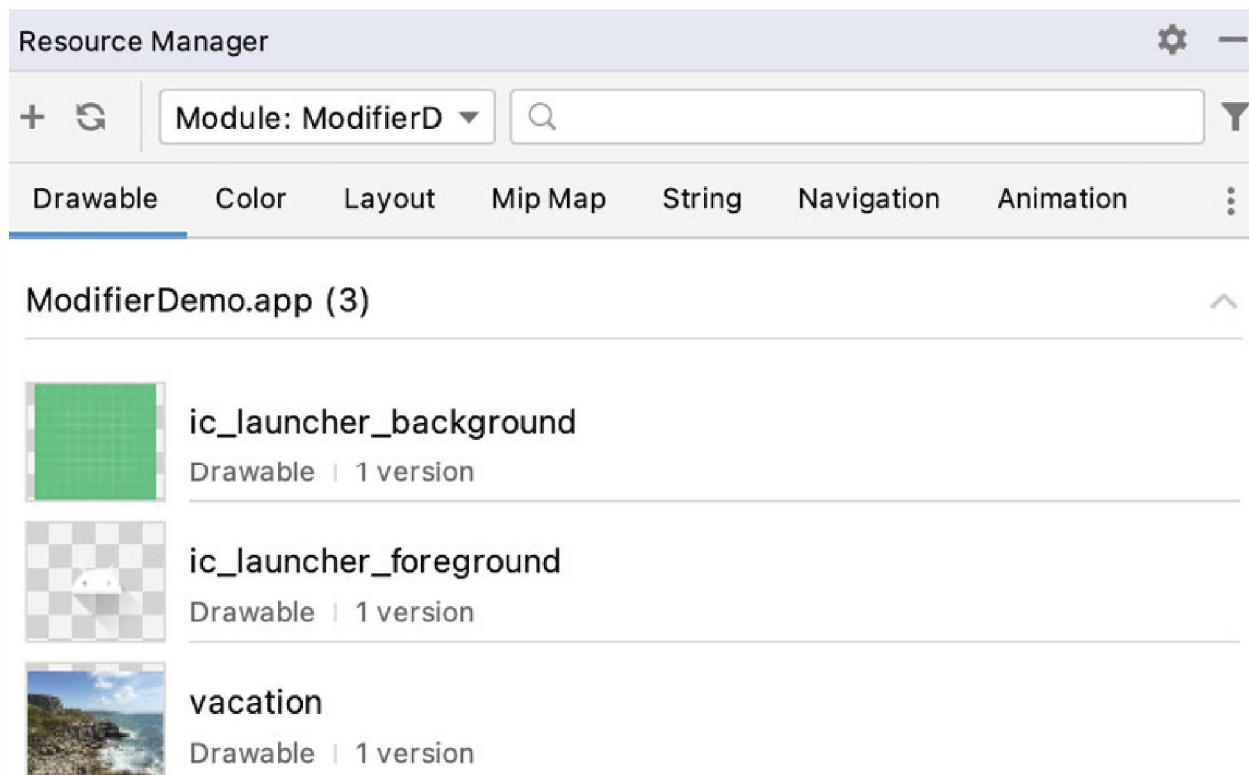 Resource Manager
Module: ModifierD
Drawable Color Layout Mip Map String Navigation Animation
ModifierDemo.app (3)
ic_launcher_background
Drawable | 1 version
ic_launcher_foreground
Drawable | 1 version
vacation
Drawable | 1 version